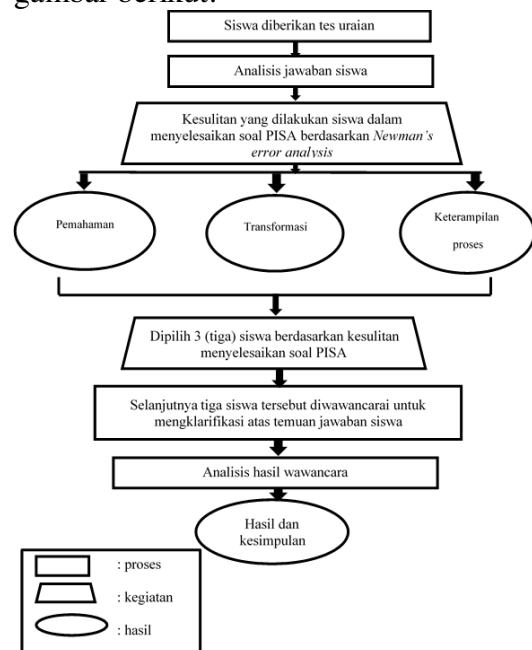 gambar berikut:
Siswa diberikan tes uraian
Analisis jawaban siswa
Kesulitan yang dilakukan siswa dalam
menyelesaikan soal PISA berdasarkan Newman's
error analysis
Pemahaman
Transformasi
Keterampilan
proses
Dipilih 3 (tiga) siswa berdasarkan kesulitan
menyelesaikan soal PISA
Selanjutnya tiga siswa tersebut diwawancarai untuk
mengklarifikasi atas temuan jawaban siswa
Analisis hasil wawancara
Hasil dan
kesimpulan
: proses
: kegiatan
: hasil